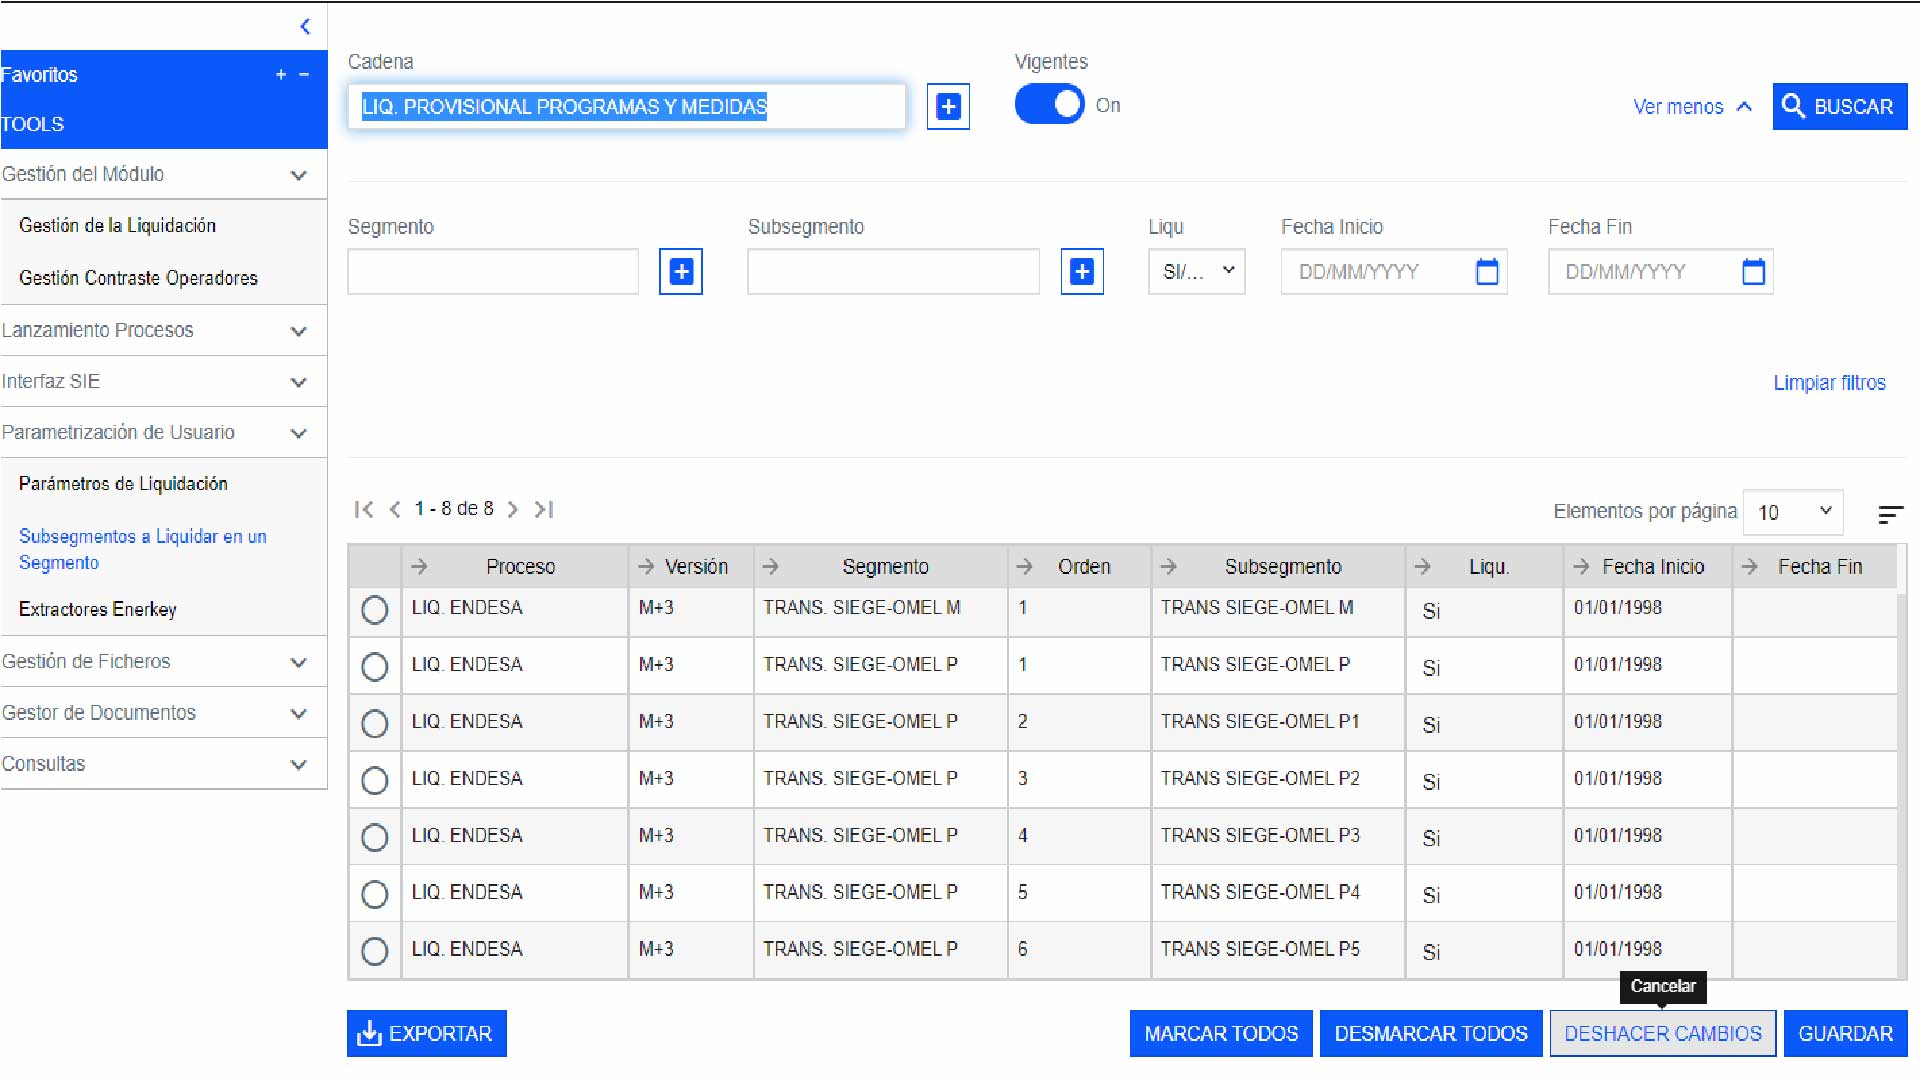 Favoritos + −
TOOLS
Gestión del Módulo
Gestión de la Liquidación
Gestión Contraste Operadores
Lanzamiento Procesos
Interfaz SIE
Parametrización de Usuario
Parámetros de Liquidación
Subsegmentos a Liquidar en un
Segmento
Extractores Enerkey
Gestión de Ficheros
Gestor de Documentos
Consultas
Cadena Vigentes
LIQ. PROVISIONAL PROGRAMAS Y MEDIDAS On Ver menos BUSCAR
Segmento Subsegmento Liqu Fecha Inicio Fecha Fin
SI/... DD/MM/YYYY DD/MM/YYYY
Limpiar filtros
1 - 8 de 8 Elementos por página 10
Proceso Versión Segmento Orden Subsegmento Liqu. Fecha Inicio Fecha Fin
LIQ. ENDESA M+3 TRANS. SIEGE-OMEL M 1 TRANS SIEGE-OMEL M Si 01/01/1998
LIQ. ENDESA M+3 TRANS. SIEGE-OMEL P 1 TRANS SIEGE-OMEL P Si 01/01/1998
LIQ. ENDESA M+3 TRANS. SIEGE-OMEL P 2 TRANS SIEGE-OMEL P1 Si 01/01/1998
LIQ. ENDESA M+3 TRANS. SIEGE-OMEL P 3 TRANS SIEGE-OMEL P2 Si 01/01/1998
LIQ. ENDESA M+3 TRANS. SIEGE-OMEL P 4 TRANS SIEGE-OMEL P3 Si 01/01/1998
LIQ. ENDESA M+3 TRANS. SIEGE-OMEL P 5 TRANS SIEGE-OMEL P4 Si 01/01/1998
LIQ. ENDESA M+3 TRANS. SIEGE-OMEL P 6 TRANS SIEGE-OMEL P5 Si 01/01/1998
Cancelar
EXPORTAR MARCAR TODOS DESMARCAR TODOS DESHACER CAMBIOS GUARDAR